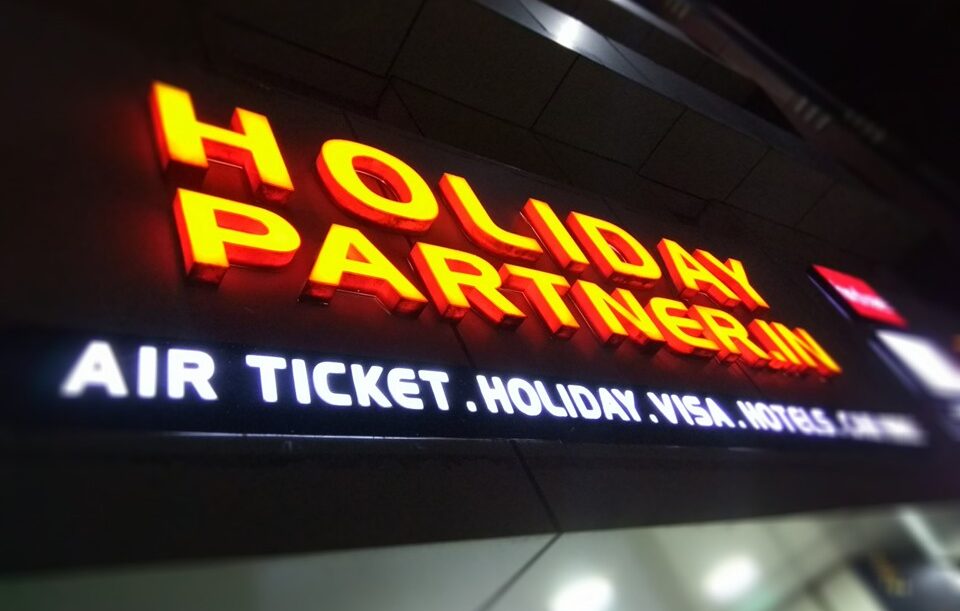 HOLIDAY
PARTNER.IN
AIR TICKET . HOLIDAY . VISA . HOTELS .